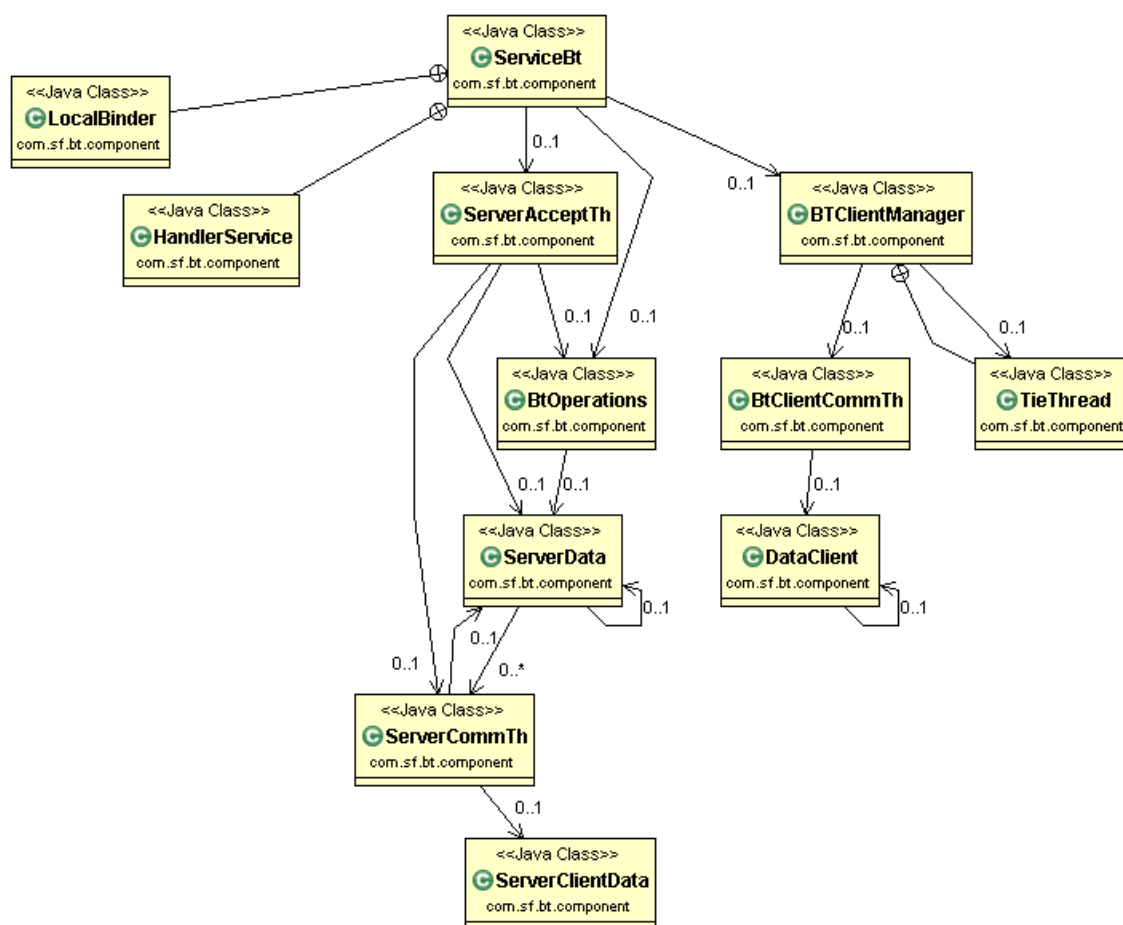 <<Java Class>>
ServiceBt
com.sf.bt.component
<<Java Class>>
LocalBinder
com.sf.bt.component
0..1
<<Java Class>>
HandlerService
com.sf.bt.component
<<Java Class>>
ServerAcceptTh
com.sf.bt.component
0..1
<<Java Class>>
BTClientManager
com.sf.bt.component
0..1
0..1
0..1
0..1
<<Java Class>>
BtOperations
com.sf.bt.component
<<Java Class>>
BtClientCommTh
com.sf.bt.component
<<Java Class>>
TieThread
com.sf.bt.component
0..1
0..1
0..1
<<Java Class>>
ServerData
com.sf.bt.component
<<Java Class>>
DataClient
com.sf.bt.component
0..1
0..1
0..1
0..1
0..*
<<Java Class>>
ServerCommTh
com.sf.bt.component
0..1
<<Java Class>>
ServerClientData
com.sf.bt.component